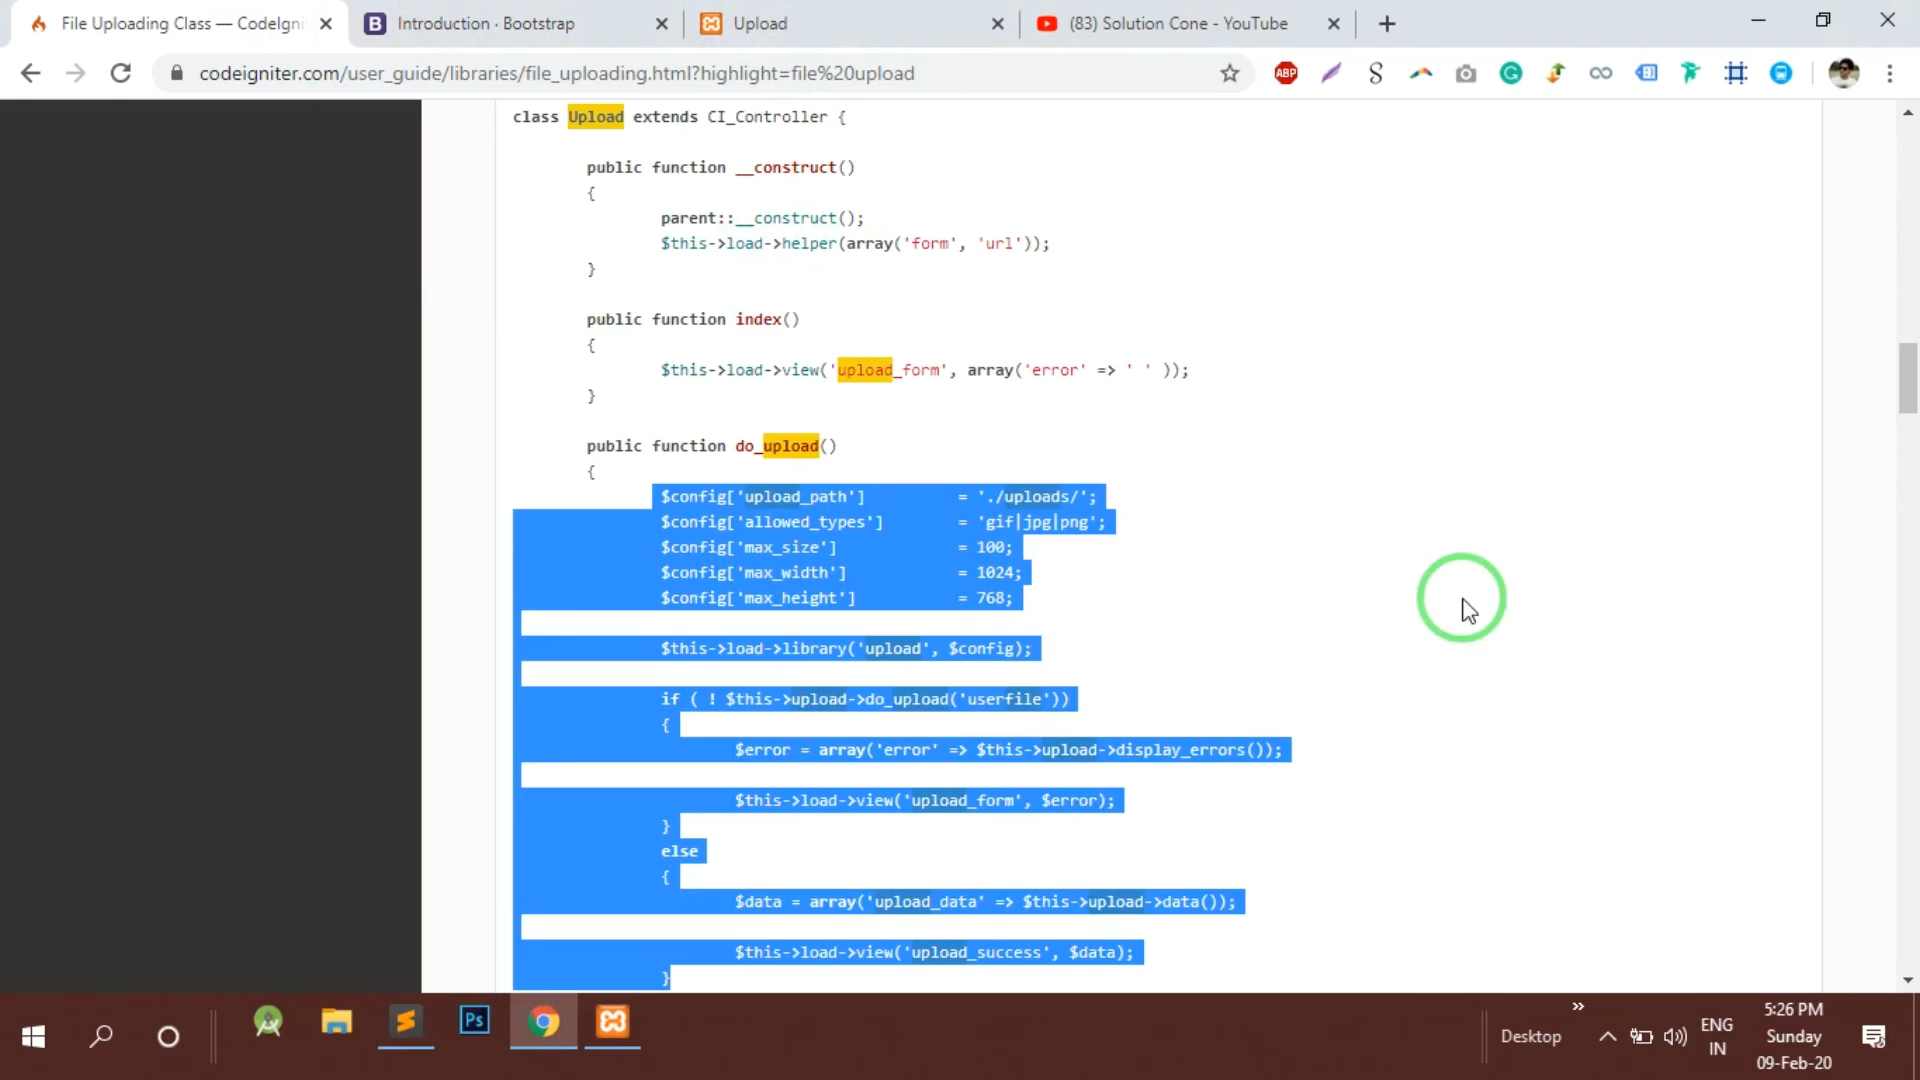 File Uploading Class — CodeIgni
Introduction · Bootstrap
Upload
(83) Solution Cone - YouTube
codeigniter.com/user_guide/libraries/file_uploading.html?highlight=file%20upload
ABP
class Upload extends CI_Controller {
public function __construct()
{
parent::__construct();
$this->load->helper(array('form', 'url'));
}
public function index()
{
$this->load->view('upload_form', array('error' => ' ' ));
}
public function do_upload()
{
$config['upload_path'] = './uploads/';
$config['allowed_types'] = 'gif|jpg|png';
$config['max_size'] = 100;
$config['max_width'] = 1024;
$config['max_height'] = 768;
$this->load->library('upload', $config);
if ( ! $this->upload->do_upload('userfile'))
{
$error = array('error' => $this->upload->display_errors());
$this->load->view('upload_form', $error);
}
else
{
$data = array('upload_data' => $this->upload->data());
$this->load->view('upload_success', $data);
}
Ps
Desktop
ENG
IN
5:26 PM
Sunday
09-Feb-20